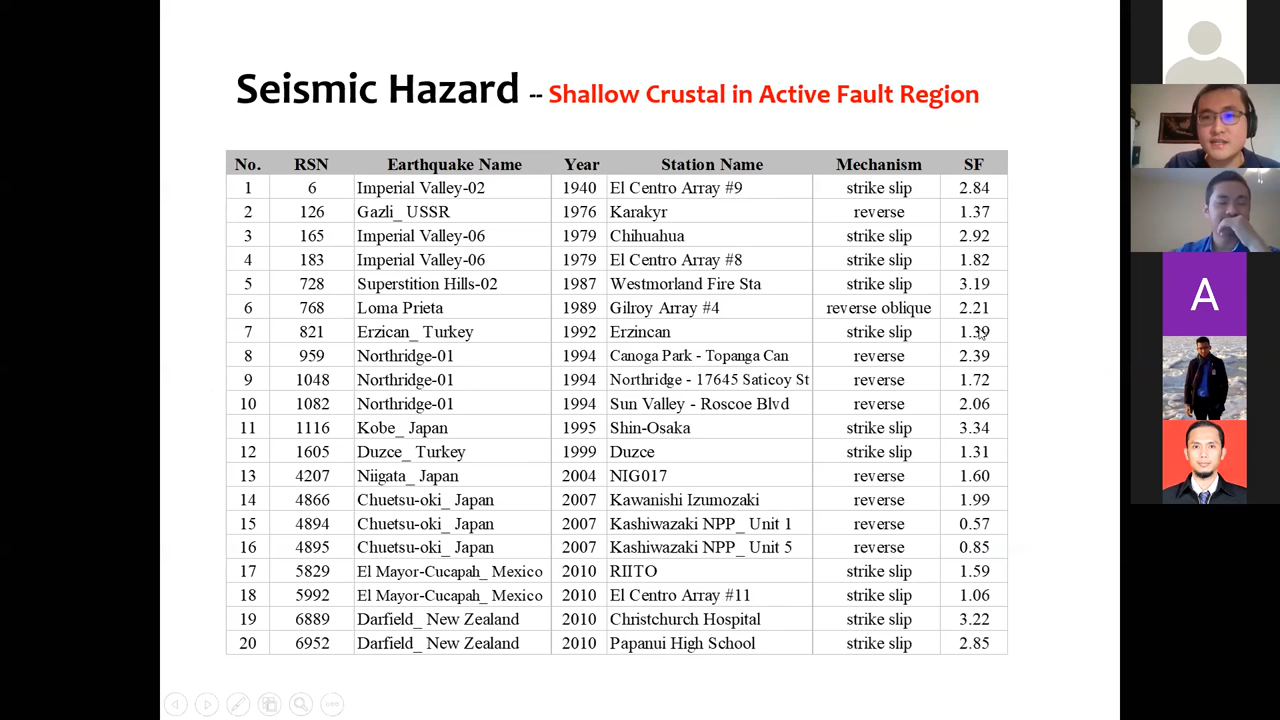 Seismic Hazard -- Shallow Crustal in Active Fault Region
No. RSN Earthquake Name Year Station Name Mechanism SF
1 6 Imperial Valley-02 1940 El Centro Array #9 strike slip 2.84
2 126 Gazli_ USSR 1976 Karakyr reverse 1.37
3 165 Imperial Valley-06 1979 Chihuahua strike slip 2.92
4 183 Imperial Valley-06 1979 El Centro Array #8 strike slip 1.82
5 728 Superstition Hills-02 1987 Westmorland Fire Sta strike slip 3.19
6 768 Loma Prieta 1989 Gilroy Array #4 reverse oblique 2.21
7 821 Erzican_ Turkey 1992 Erzincan strike slip 1.39
8 959 Northridge-01 1994 Canoga Park - Topanga Can reverse 2.39
9 1048 Northridge-01 1994 Northridge - 17645 Saticoy St reverse 1.72
10 1082 Northridge-01 1994 Sun Valley - Roscoe Blvd reverse 2.06
11 1116 Kobe_ Japan 1995 Shin-Osaka strike slip 3.34
12 1605 Duzce_ Turkey 1999 Duzce strike slip 1.31
13 4207 Niigata_ Japan 2004 NIG017 reverse 1.60
14 4866 Chuetsu-oki_ Japan 2007 Kawanishi Izumozaki reverse 1.99
15 4894 Chuetsu-oki_ Japan 2007 Kashiwazaki NPP_ Unit 1 reverse 0.57
16 4895 Chuetsu-oki_ Japan 2007 Kashiwazaki NPP_ Unit 5 reverse 0.85
17 5829 El Mayor-Cucapah_ Mexico 2010 RIITO strike slip 1.59
18 5992 El Mayor-Cucapah_ Mexico 2010 El Centro Array #11 strike slip 1.06
19 6889 Darfield_ New Zealand 2010 Christchurch Hospital strike slip 3.22
20 6952 Darfield_ New Zealand 2010 Papanui High School strike slip 2.85
A